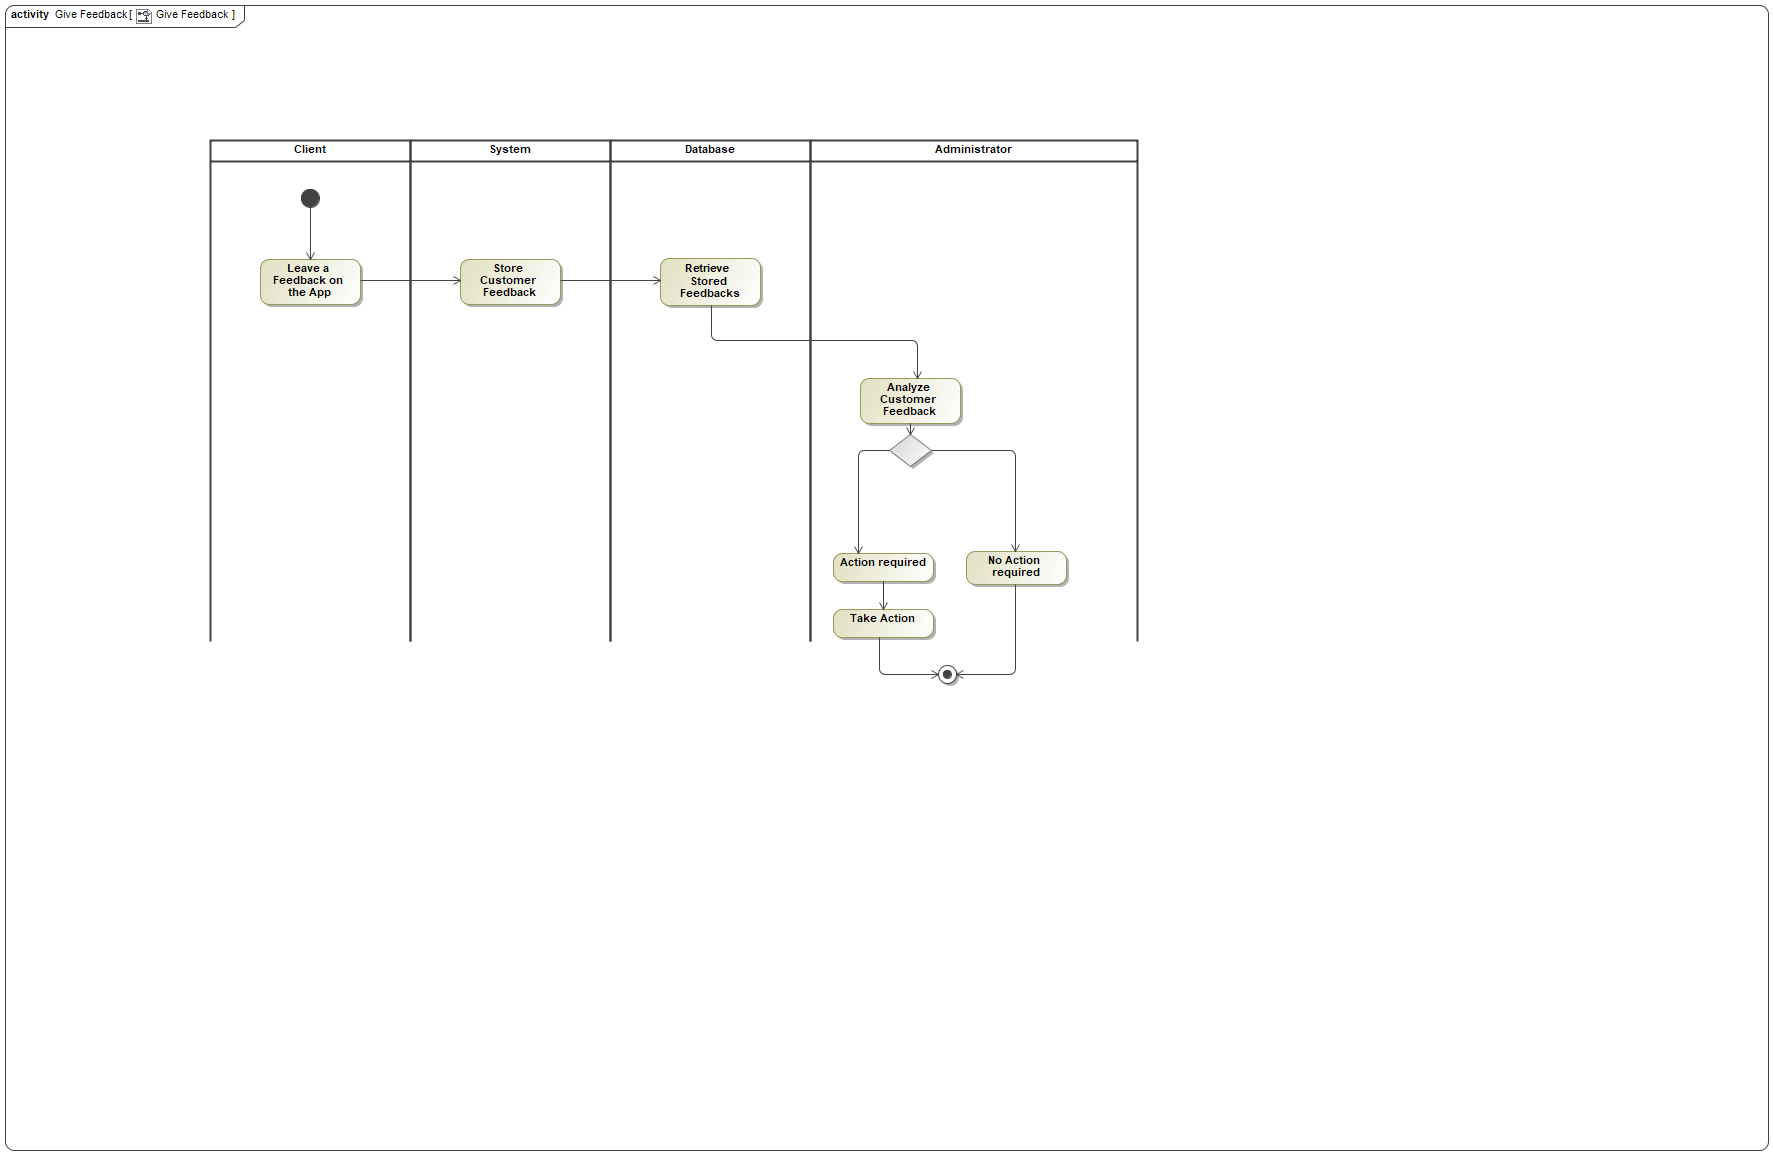 activity Give Feedback [ Give Feedback ]
Client
System
Database
Administrator
Leave a
Feedback on
the App
Store
Customer
Feedback
Retrieve
Stored
Feedbacks
Analyze
Customer
Feedback
Action required
No Action
required
Take Action